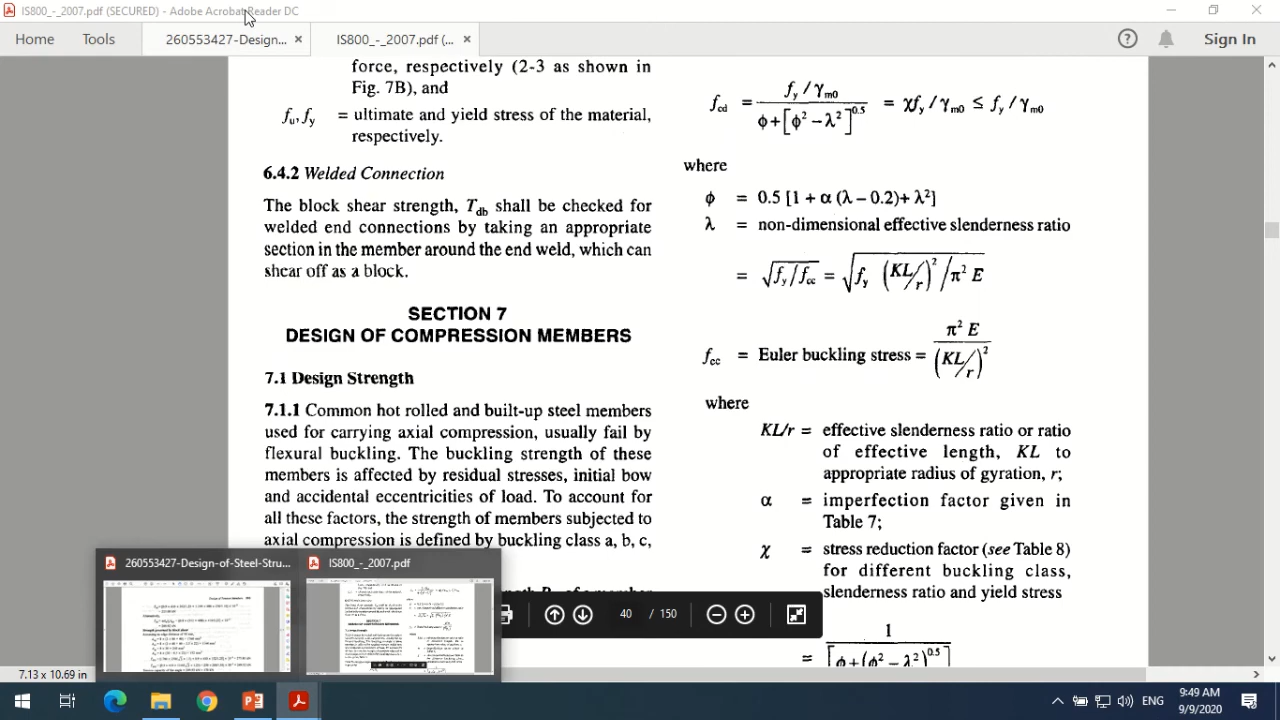 IS800_-_2007.pdf (SECURED) - Adobe Acrobat Reader DC
Home Tools 260553427-Design... × IS800_-_2007.pdf (... × Sign In
force, respectively (2-3 as shown in
Fig. 7B), and
fu, fy = ultimate and yield stress of the material,
respectively.
6.4.2 Welded Connection
The block shear strength, Tdb shall be checked for
welded end connections by taking an appropriate
section in the member around the end weld, which can
shear off as a block.
SECTION 7
DESIGN OF COMPRESSION MEMBERS
7.1 Design Strength
7.1.1 Common hot rolled and built-up steel members
used for carrying axial compression, usually fail by
flexural buckling. The buckling strength of these
members is affected by residual stresses, initial bow
and accidental eccentricities of load. To account for
all these factors, the strength of members subjected to
axial compression is defined by buckling class a, b, c,
fcd = fy / γm0 / ϕ + [ϕ² − λ²]^0.5 = χfy / γm0 ≤ fy / γm0
where
ϕ = 0.5 [1 + α (λ − 0.2) + λ²]
λ = non-dimensional effective slenderness ratio
= √fy / fcc = √fy (KL/r)² / π² E
fcc = Euler buckling stress = π² E / (KL/r)²
where
KL/r = effective slenderness ratio or ratio
of effective length, KL to
appropriate radius of gyration, r;
α = imperfection factor given in
Table 7;
χ = stress reduction factor (see Table 8)
for different buckling class,
slenderness ratio and yield stress
= 1 / [ϕ + (ϕ² − λ²)^0.5]
260553427-Design-of-Steel-Stru... IS800_-_2007.pdf
40 / 150
ENG
9:49 AM
9/9/2020